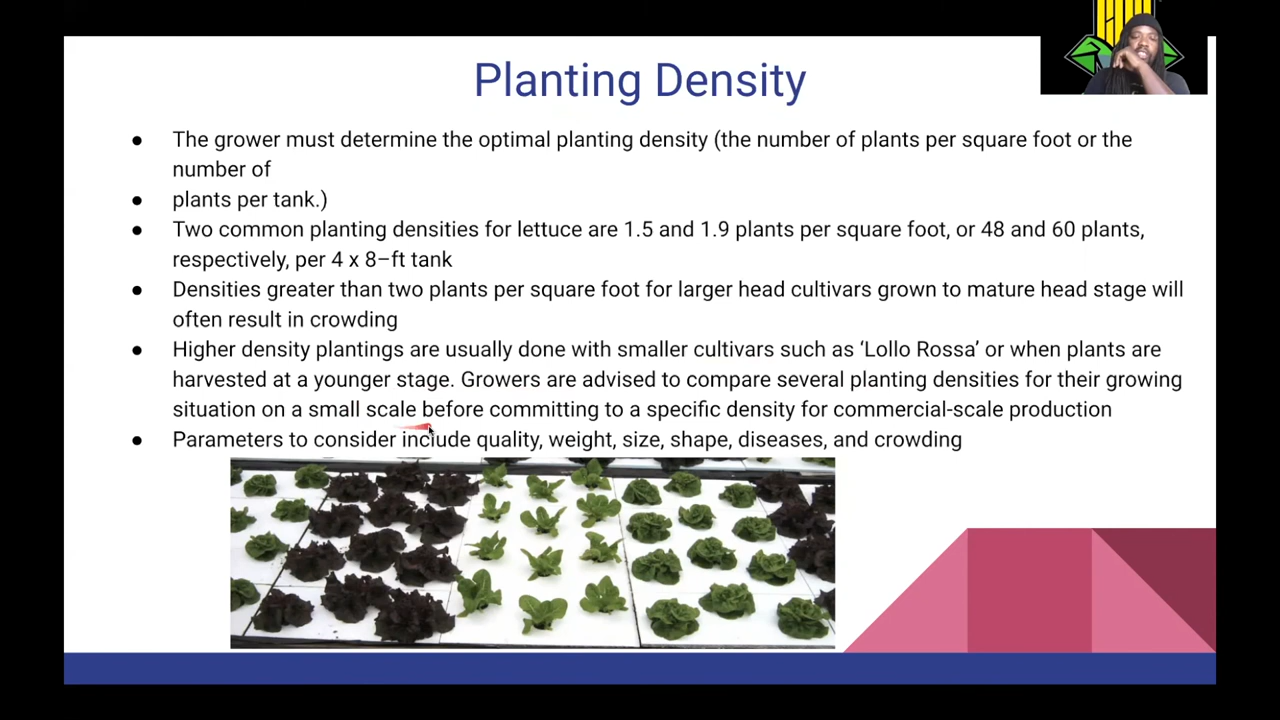 Planting Density
● The grower must determine the optimal planting density (the number of plants per square foot or the
number of
● plants per tank.)
● Two common planting densities for lettuce are 1.5 and 1.9 plants per square foot, or 48 and 60 plants,
respectively, per 4 x 8–ft tank
● Densities greater than two plants per square foot for larger head cultivars grown to mature head stage will
often result in crowding
● Higher density plantings are usually done with smaller cultivars such as ‘Lollo Rossa’ or when plants are
harvested at a younger stage. Growers are advised to compare several planting densities for their growing
situation on a small scale before committing to a specific density for commercial-scale production
● Parameters to consider include quality, weight, size, shape, diseases, and crowding